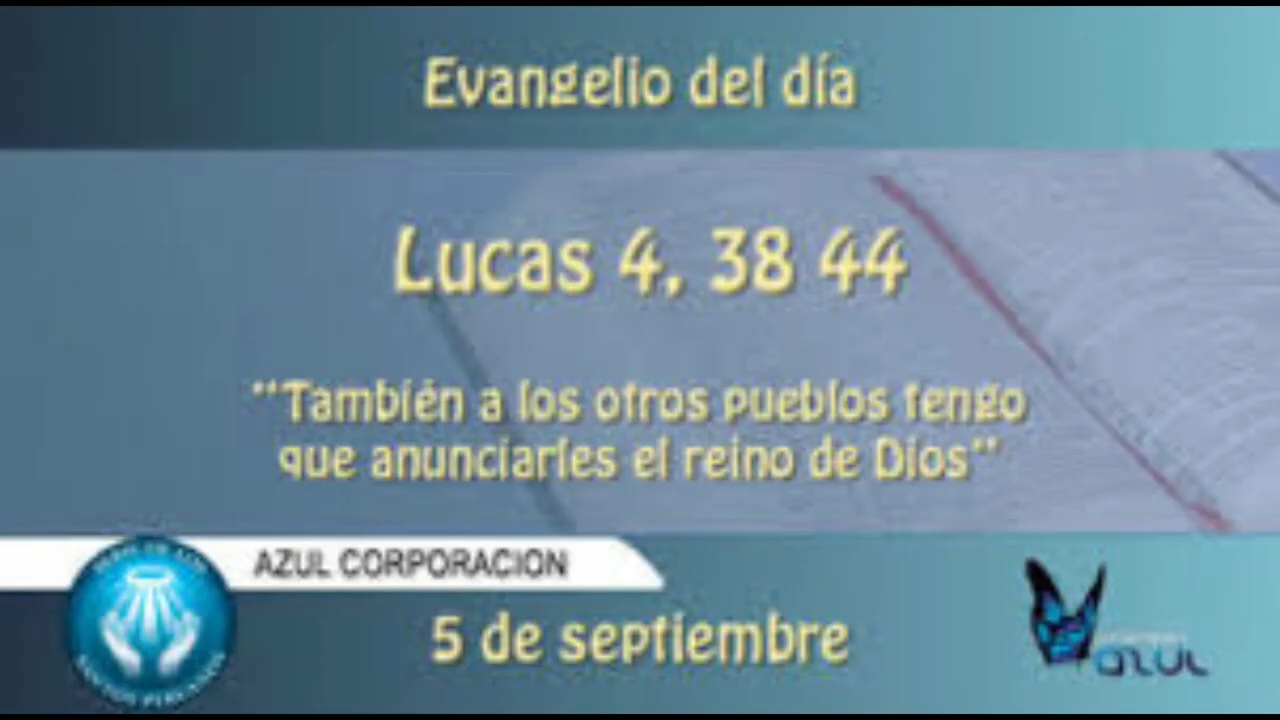 Evangelio del día
Lucas 4, 38 44
“También a los otros pueblos tengo
que anunciarles el reino de Dios”
AZUL CORPORACION
5 de septiembre
azul